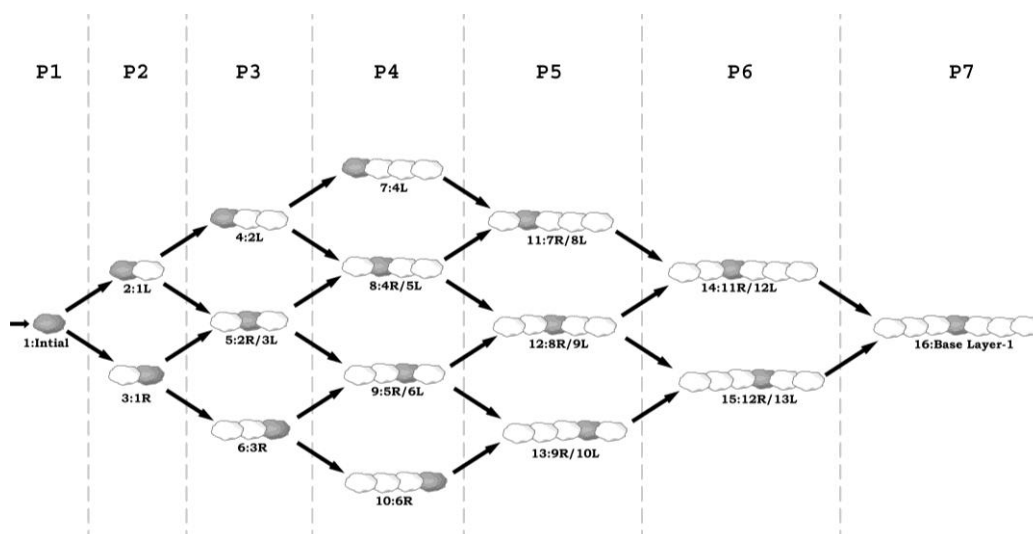 P1 P2 P3 P4 P5 P6 P7
7:4L
4:2L
11:7R/8L
2:1L
8:4R/5L
14:11R/12L
1:Intial
5:2R/3L
12:8R/9L
16:Base Layer-1
3:1R
9:5R/6L
15:12R/13L
6:3R
13:9R/10L
10:6R